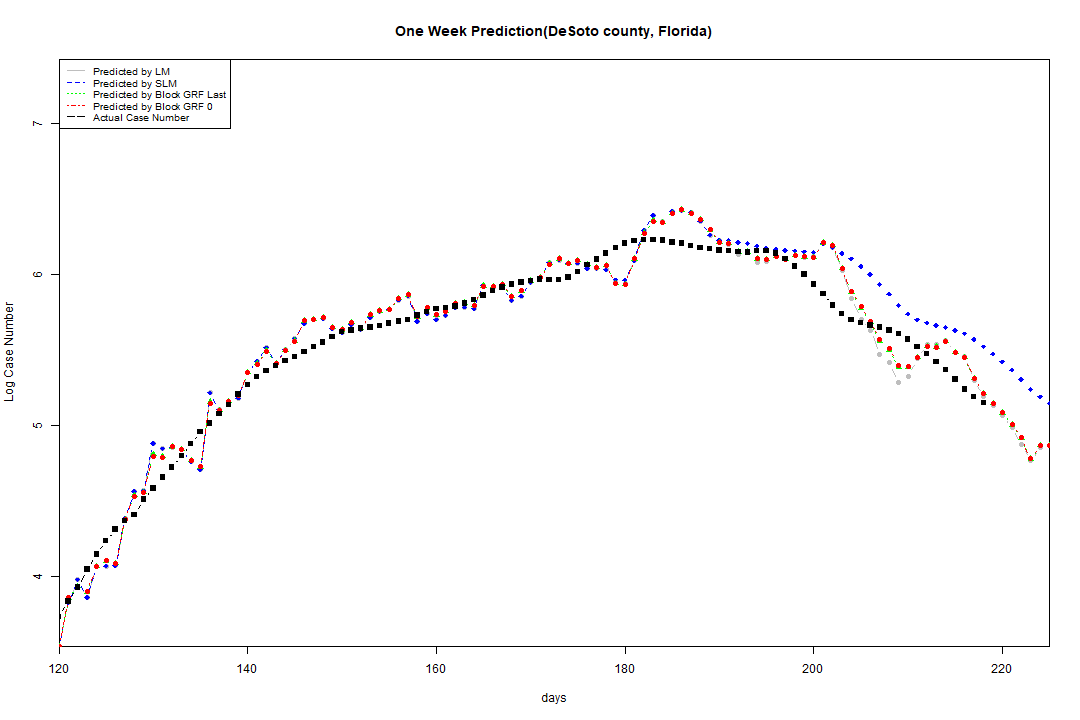 One Week Prediction(DeSoto county, Florida)
Predicted by LM
Predicted by SLM
Predicted by Block GRF Last
Predicted by Block GRF 0
Actual Case Number
7
6
5
4
Log Case Number
120 140 160 180 200 220
days